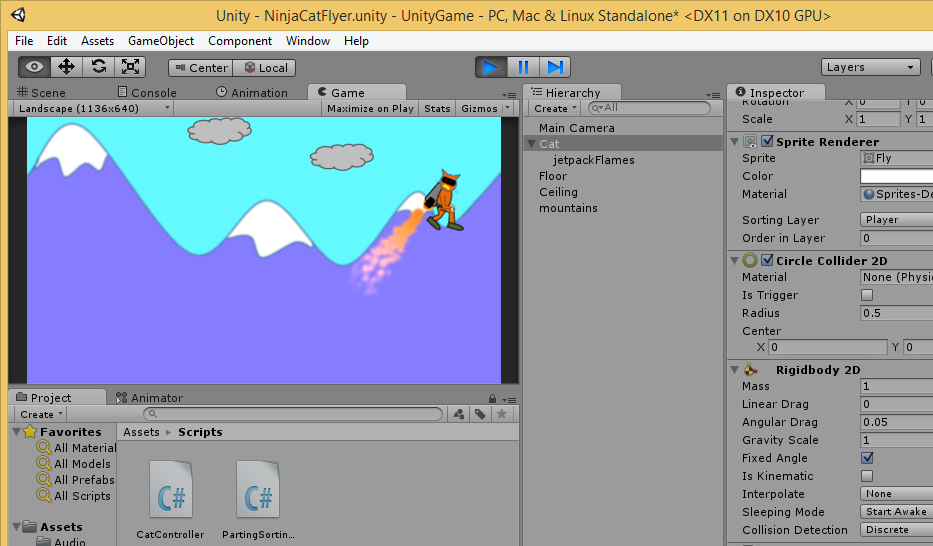 Unity - NinjaCatFlyer.unity - UnityGame - PC, Mac & Linux Standalone* <DX11 on DX10 GPU>
File Edit Assets GameObject Component Window Help
Center Local Layers
Scene Console Animation Game Hierarchy Inspector
Landscape (1136x640) Maximize on Play Stats Gizmos Create All Rotation X 0 Y 0
Scale X 1 Y 1
Main Camera
Cat
jetpackFlames
Floor
Ceiling
mountains
Sprite Renderer
Sprite Fly
Color
Material Sprites-De
Sorting Layer Player
Order in Layer 0
Circle Collider 2D
Material None (Physi
Is Trigger
Radius 0.5
Center
X 0 Y 0
Rigidbody 2D
Mass 1
Linear Drag 0
Angular Drag 0.05
Gravity Scale 1
Fixed Angle
Is Kinematic
Interpolate None
Sleeping Mode Start Awake
Collision Detection Discrete
Project Animator
Create
Favorites
All Material
All Models
All Prefabs
All Scripts
Assets
Audio
Assets Scripts
C# C#
CatController PartingSortin...